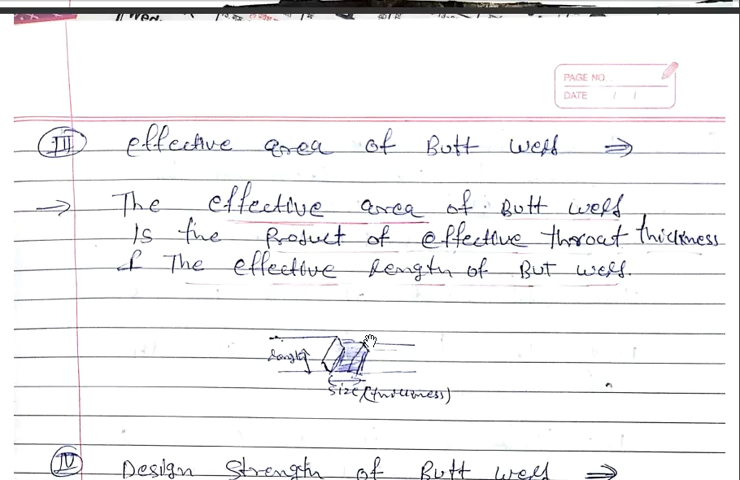 PAGE NO
DATE / /
III effective area of Butt weld ⇒
→ The effective area of Butt weld
Is the Product of effective throat thickness
& The effective length of But weld.
length
Size (thickness)
IV Design Strength of Butt weld ⇒